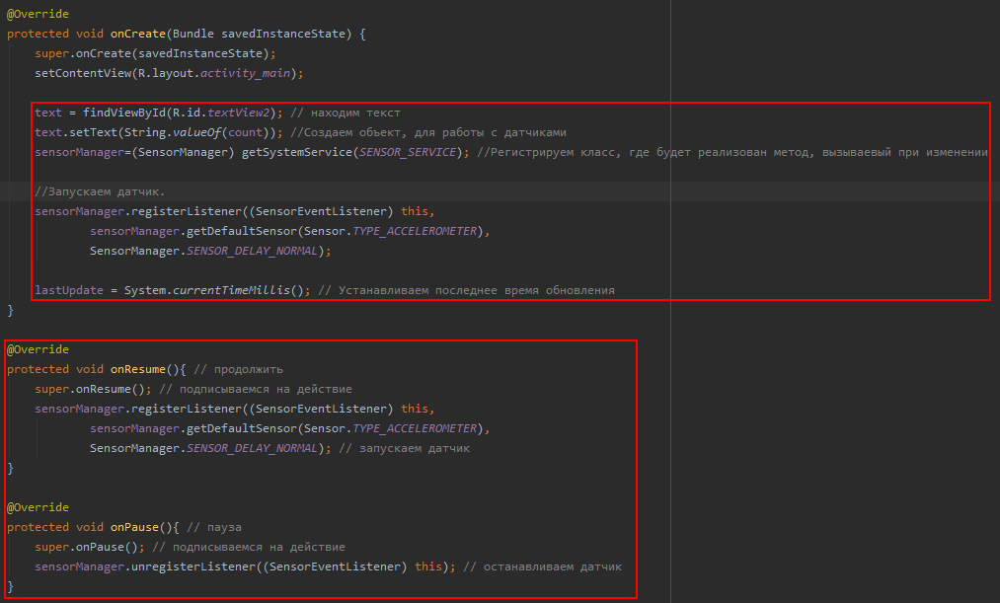 @Override
protected void onCreate(Bundle savedInstanceState) {
super.onCreate(savedInstanceState);
setContentView(R.layout.activity_main);
text = findViewById(R.id.textView2); // находим текст
text.setText(String.valueOf(count)); //Создаем объект, для работы с датчиками
sensorManager=(SensorManager) getSystemService(SENSOR_SERVICE); //Регистрируем класс, где будет реализован метод, вызываевый при изменении
//Запускаем датчик.
sensorManager.registerListener((SensorEventListener) this,
sensorManager.getDefaultSensor(Sensor.TYPE_ACCELEROMETER),
SensorManager.SENSOR_DELAY_NORMAL);
lastUpdate = System.currentTimeMillis(); // Устанавливаем последнее время обновления
}
@Override
protected void onResume(){ // продолжить
super.onResume(); // подписываемся на действие
sensorManager.registerListener((SensorEventListener) this,
sensorManager.getDefaultSensor(Sensor.TYPE_ACCELEROMETER),
SensorManager.SENSOR_DELAY_NORMAL); // запускаем датчик
}
@Override
protected void onPause(){ // пауза
super.onPause(); // подписываемся на действие
sensorManager.unregisterListener((SensorEventListener) this); // останавливаем датчик
}